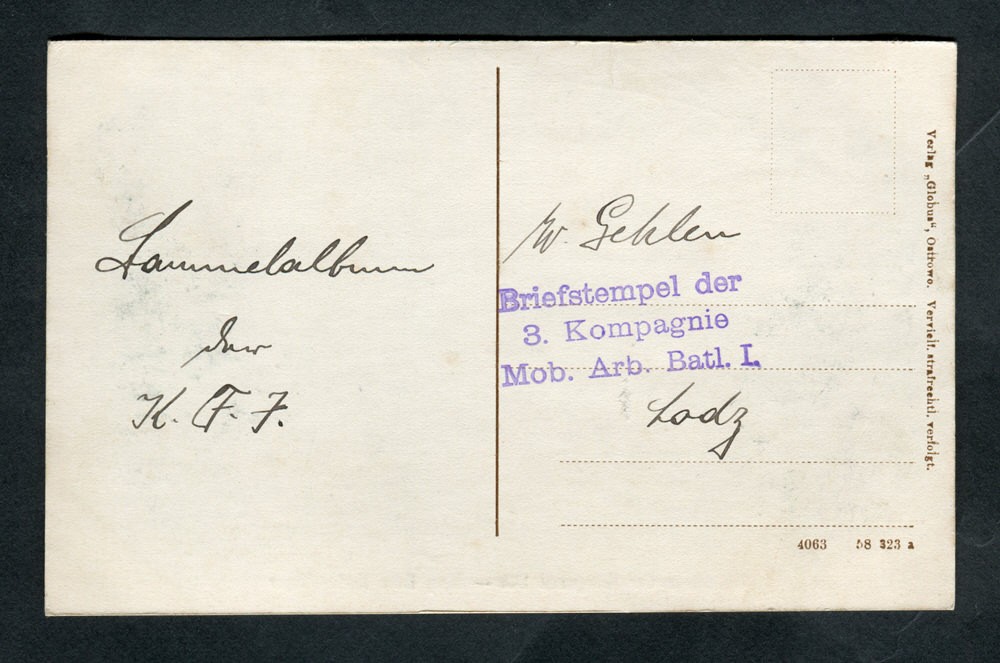 Sammelalbum
der
K. F. F.
W. Gehlen
Briefstempel der
3. Kompagnie
Mob. Arb. Batl. I.
Lodz
Verlag „Globus“, Ostrowo. Vervielf. strafrechtl. verfolgt.
4063 58 323 a